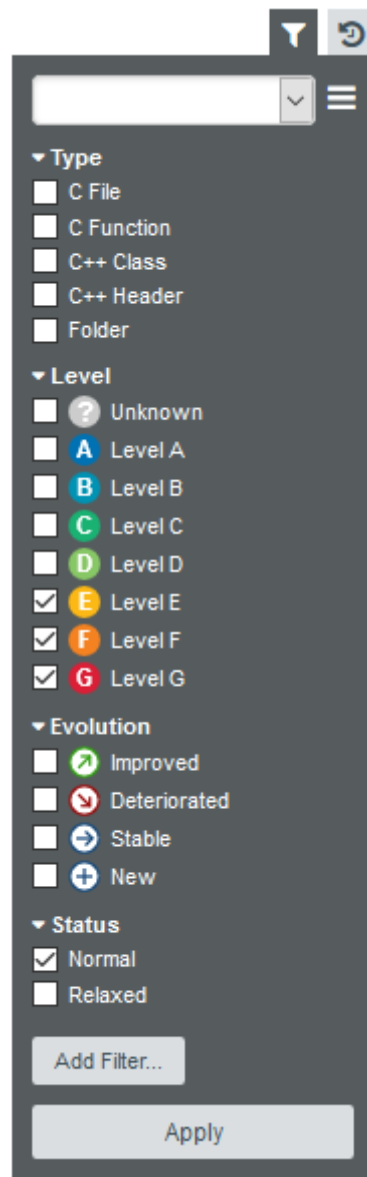 Type
C File
C Function
C++ Class
C++ Header
Folder
Level
? Unknown
A Level A
B Level B
C Level C
D Level D
E Level E
F Level F
G Level G
Evolution
Improved
Deteriorated
Stable
New
Status
Normal
Relaxed
Add Filter...
Apply